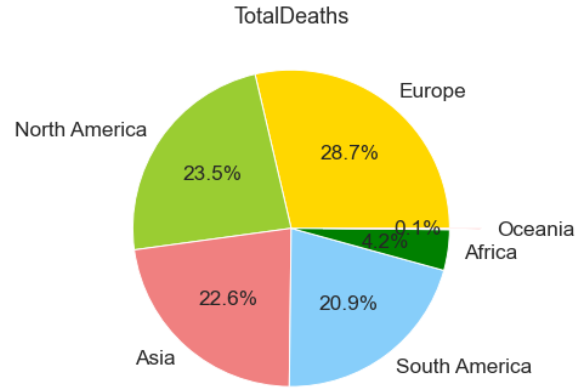 TotalDeaths
Europe
North America
28.7%
23.5%
0.1%
Oceania
4.2%
Africa
22.6%
20.9%
Asia
South America